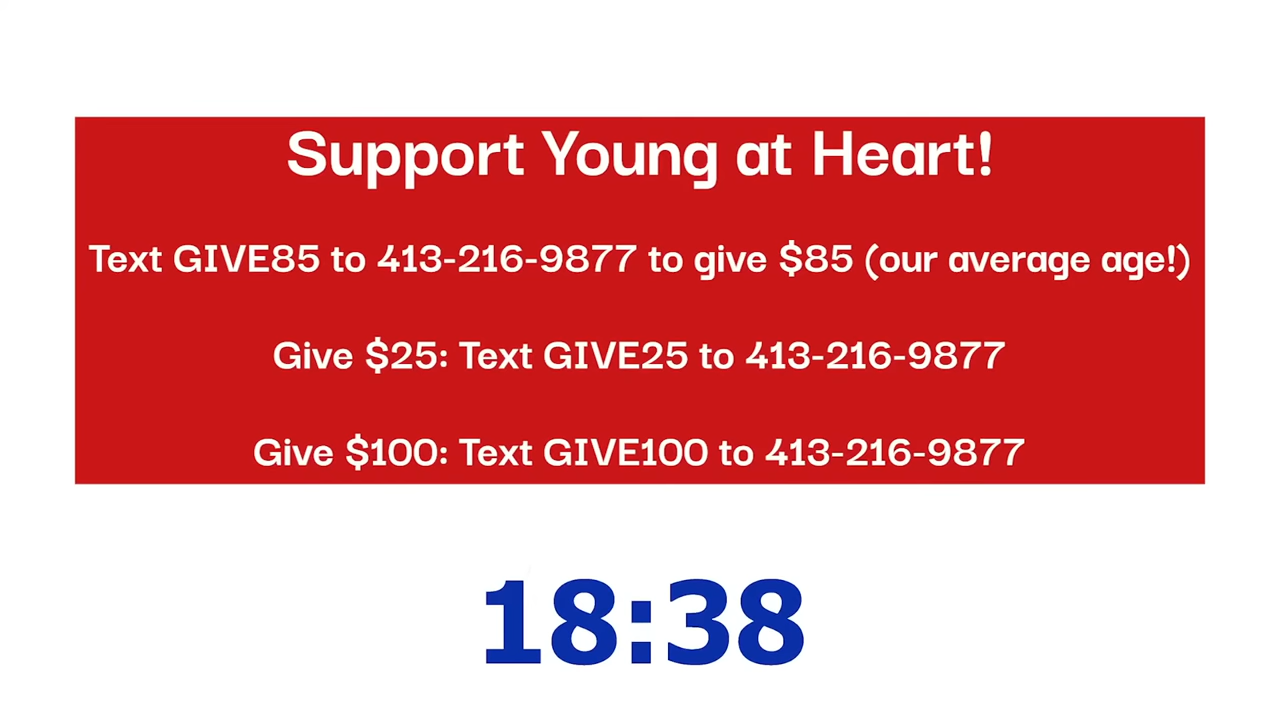 Support Young at Heart!
Text GIVE85 to 413-216-9877 to give $85 (our average age!)
Give $25: Text GIVE25 to 413-216-9877
Give $100: Text GIVE100 to 413-216-9877
18:38